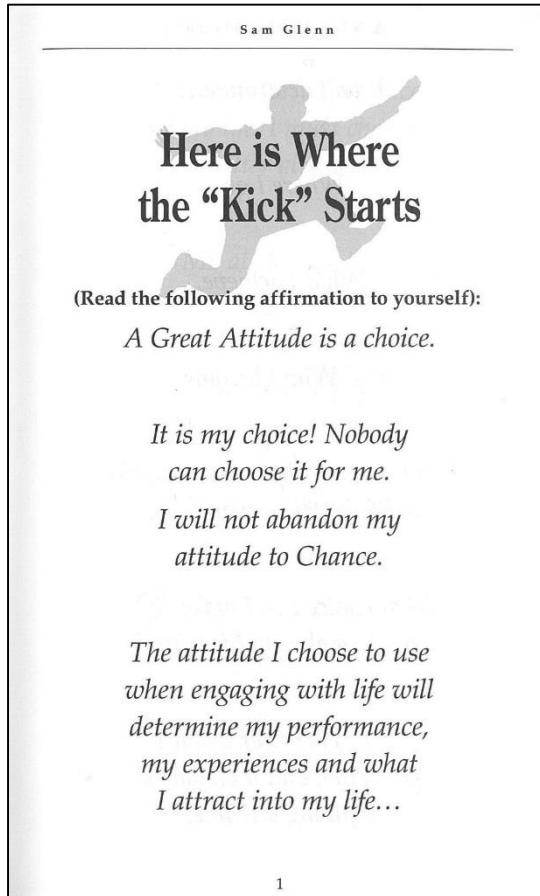 Sam Glenn
Here is Where
the “Kick” Starts
(Read the following affirmation to yourself):
A Great Attitude is a choice.
It is my choice! Nobody
can choose it for me.
I will not abandon my
attitude to Chance.
The attitude I choose to use
when engaging with life will
determine my performance,
my experiences and what
I attract into my life…
1